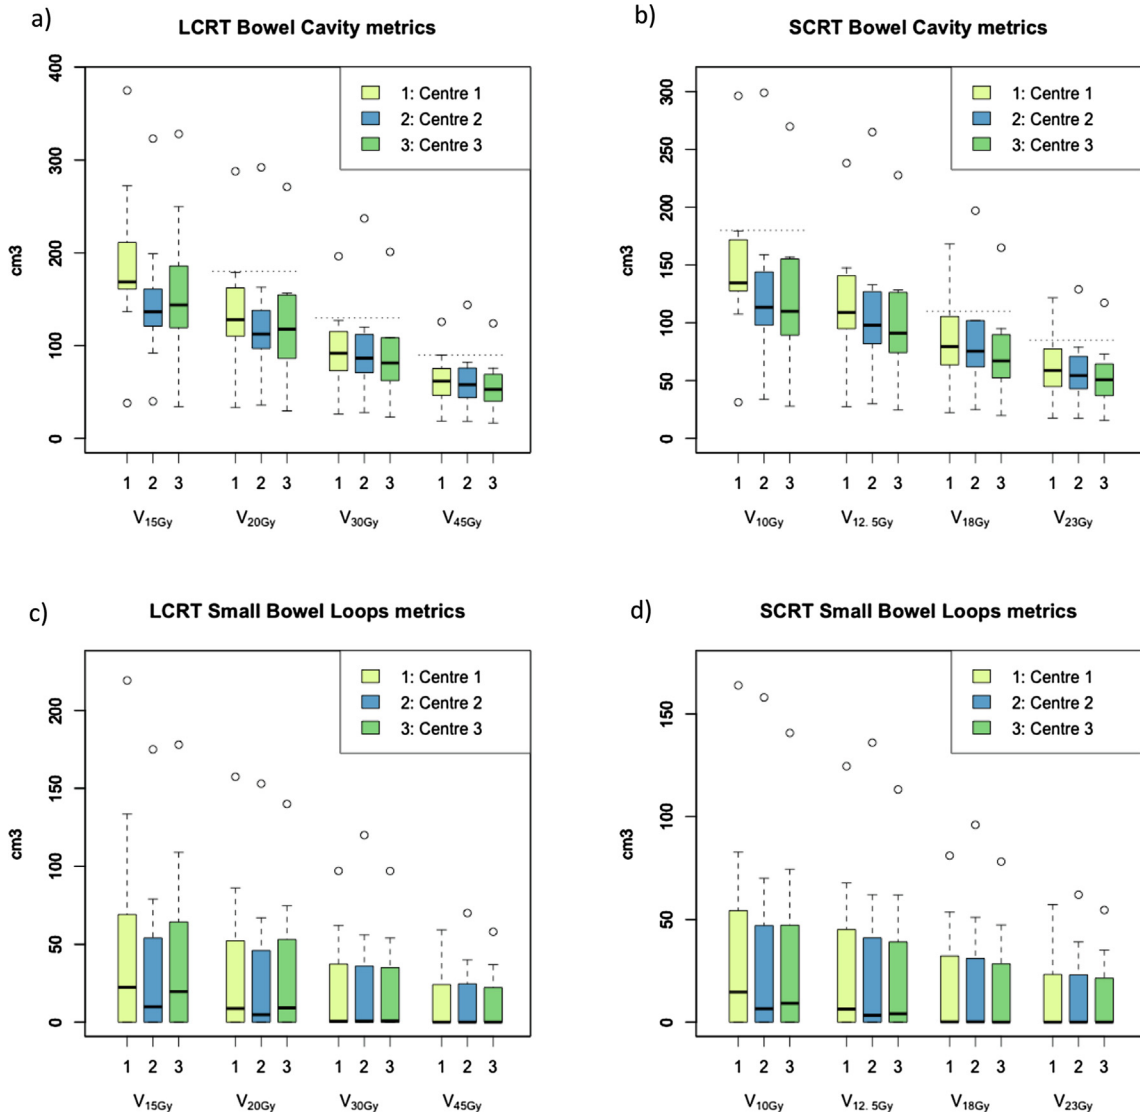 a)
LCRT Bowel Cavity metrics
400
300
200
100
0
cm3
1: Centre 1
2: Centre 2
3: Centre 3
1 2 3 1 2 3 1 2 3 1 2 3
V15Gy V20Gy V30Gy V45Gy
b)
SCRT Bowel Cavity metrics
300
250
200
150
100
50
0
cm3
1: Centre 1
2: Centre 2
3: Centre 3
1 2 3 1 2 3 1 2 3 1 2 3
V10Gy V12. 5Gy V18Gy V23Gy
c)
LCRT Small Bowel Loops metrics
200
150
100
50
0
cm3
1: Centre 1
2: Centre 2
3: Centre 3
1 2 3 1 2 3 1 2 3 1 2 3
V15Gy V20Gy V30Gy V45Gy
d)
SCRT Small Bowel Loops metrics
150
100
50
0
cm3
1: Centre 1
2: Centre 2
3: Centre 3
1 2 3 1 2 3 1 2 3 1 2 3
V10Gy V12. 5Gy V18Gy V23Gy